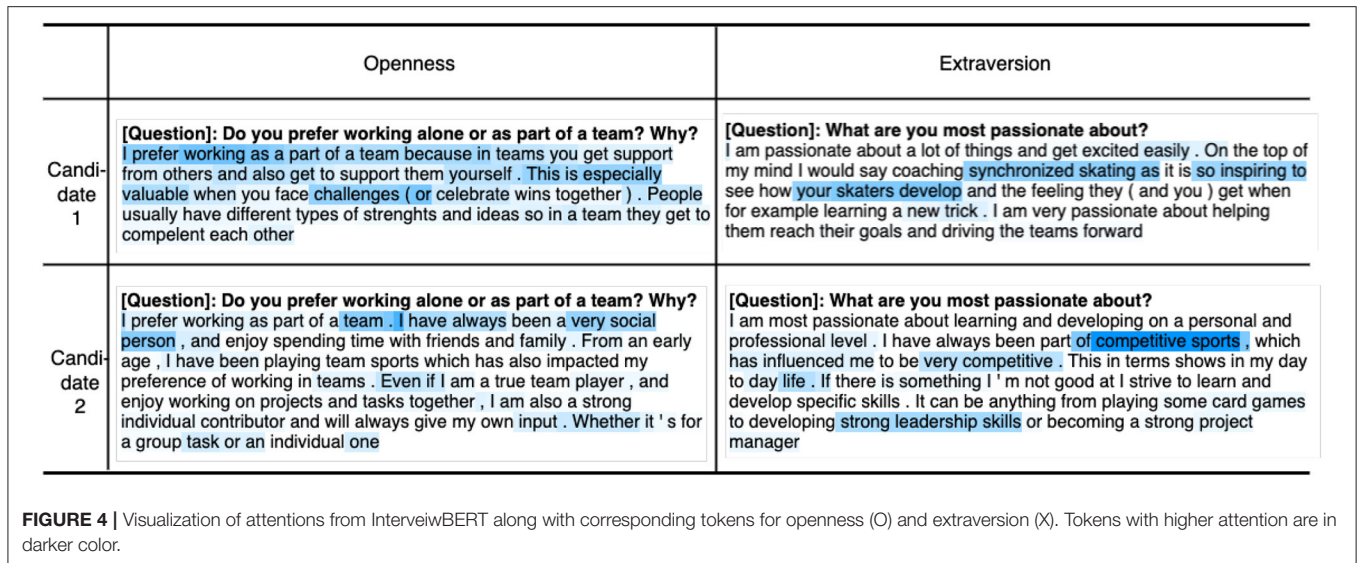 Openness
Extraversion
Candi-
date
1
[Question]: Do you prefer working alone or as part of a team? Why?
I prefer working as a part of a team because in teams you get support
from others and also get to support them yourself . This is especially
valuable when you face challenges ( or celebrate wins together ) . People
usually have different types of strenghts and ideas so in a team they get to
compelent each other
[Question]: What are you most passionate about?
I am passionate about a lot of things and get excited easily . On the top of
my mind I would say coaching synchronized skating as it is so inspiring to
see how your skaters develop and the feeling they ( and you ) get when
for example learning a new trick . I am very passionate about helping
them reach their goals and driving the teams forward
Candi-
date
2
[Question]: Do you prefer working alone or as part of a team? Why?
I prefer working as part of a team . I have always been a very social
person , and enjoy spending time with friends and family . From an early
age , I have been playing team sports which has also impacted my
preference of working in teams . Even if I am a true team player , and
enjoy working on projects and tasks together , I am also a strong
individual contributor and will always give my own input . Whether it ' s for
a group task or an individual one
[Question]: What are you most passionate about?
I am most passionate about learning and developing on a personal and
professional level . I have always been part of competitive sports , which
has influenced me to be very competitive . This in terms shows in my day
to day life . If there is something I ' m not good at I strive to learn and
develop specific skills . It can be anything from playing some card games
to developing strong leadership skills or becoming a strong project
manager
FIGURE 4 | Visualization of attentions from InterveiwBERT along with corresponding tokens for openness (O) and extraversion (X). Tokens with higher attention are in
darker color.